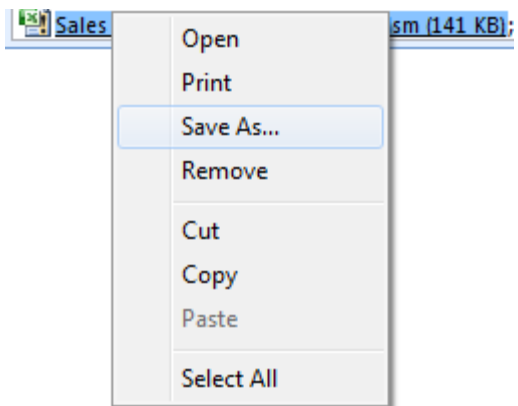 Sales sm (141 KB);
Open
Print
Save As...
Remove
Cut
Copy
Paste
Select All